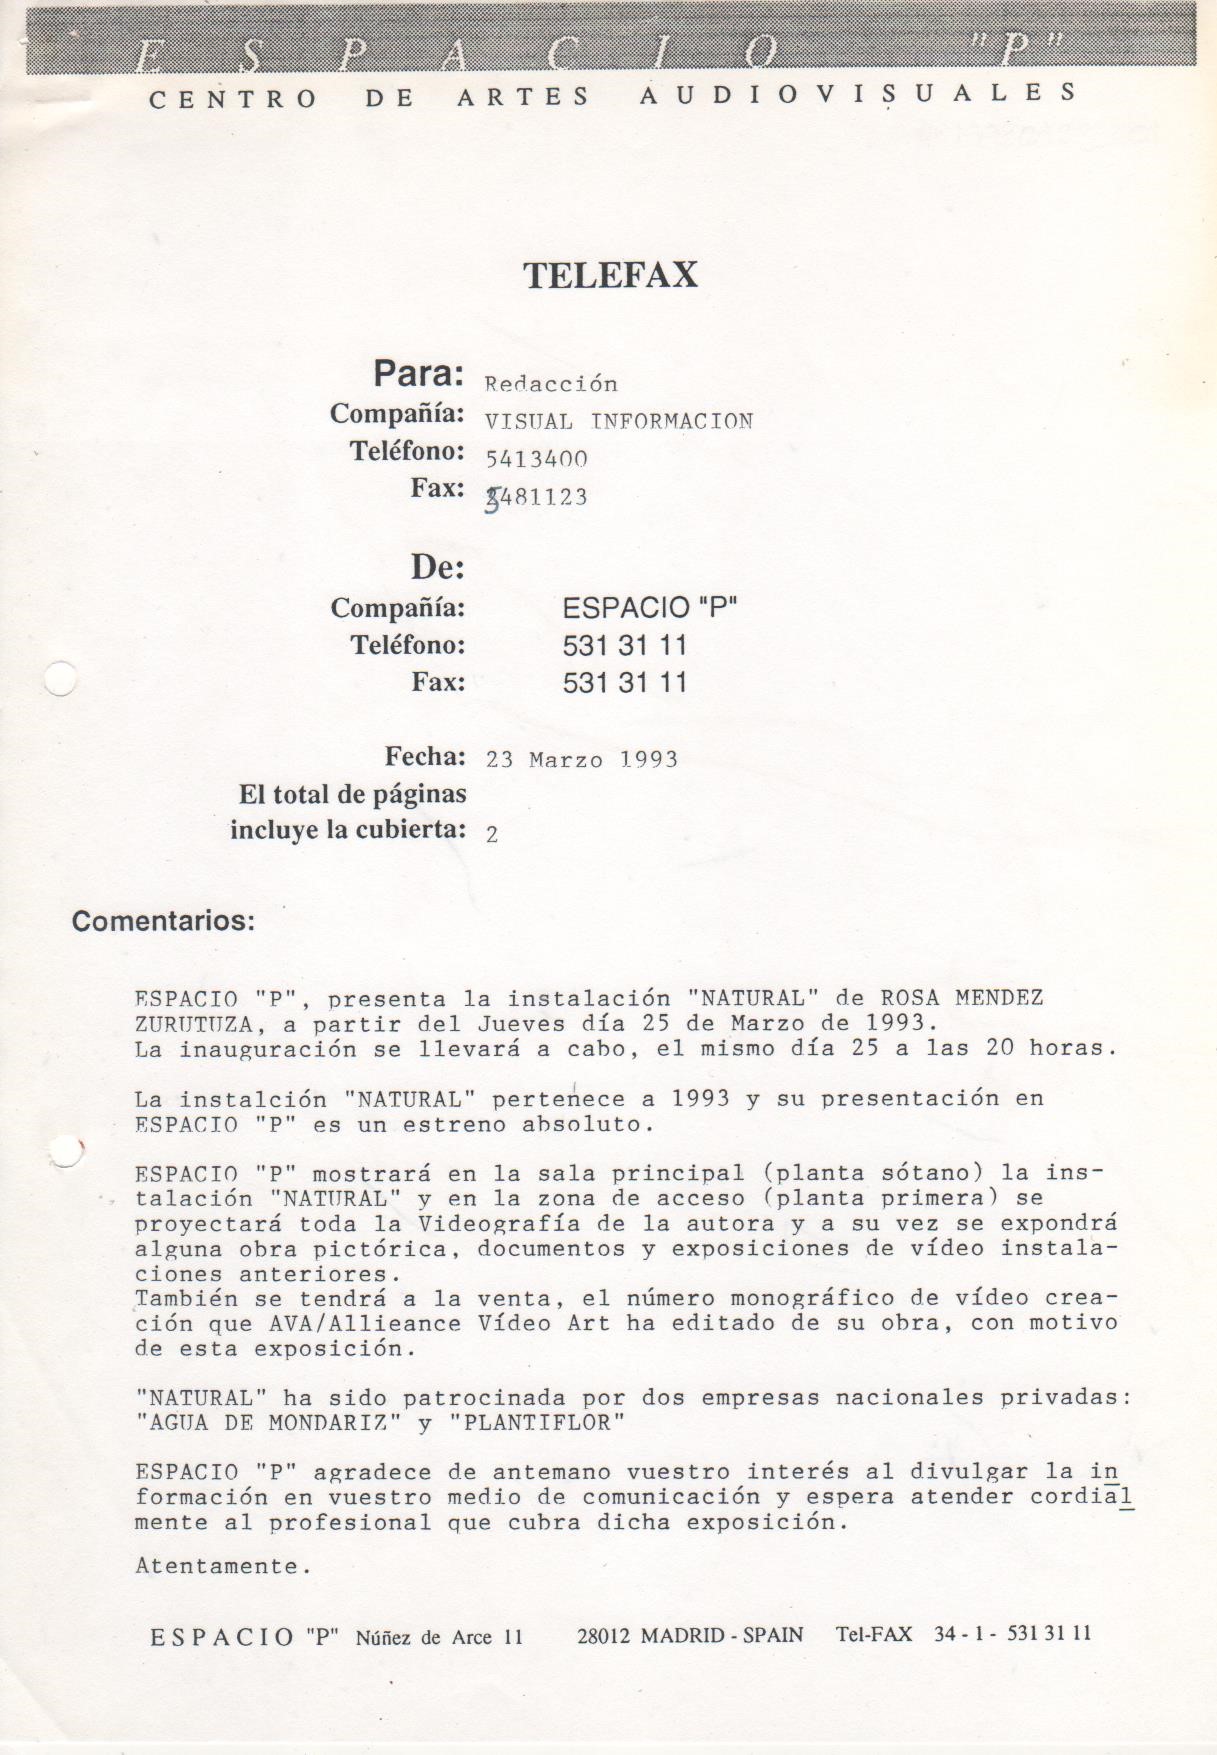 ESPACIO "P"
CENTRO DE ARTES AUDIOVISUALES
TELEFAX
Para: Redacción
Compañía: VISUAL INFORMACION
Teléfono: 5413400
Fax: 5481123
De:
Compañía: ESPACIO "P"
Teléfono: 531 31 11
Fax: 531 31 11
Fecha: 23 Marzo 1993
El total de páginas
incluye la cubierta: 2
Comentarios:
ESPACIO "P", presenta la instalación "NATURAL" de ROSA MENDEZ
ZURUTUZA, a partir del Jueves día 25 de Marzo de 1993.
La inauguración se llevará a cabo, el mismo día 25 a las 20 horas.
La instalción "NATURAL" pertenece a 1993 y su presentación en
ESPACIO "P" es un estreno absoluto.
ESPACIO "P" mostrará en la sala principal (planta sótano) la ins-
talación "NATURAL" y en la zona de acceso (planta primera) se
proyectará toda la Videografía de la autora y a su vez se expondrá
alguna obra pictórica, documentos y exposiciones de vídeo instala-
ciones anteriores.
También se tendrá a la venta, el número monográfico de vídeo crea-
ción que AVA/Allieance Vídeo Art ha editado de su obra, con motivo
de esta exposición.
"NATURAL" ha sido patrocinada por dos empresas nacionales privadas:
"AGUA DE MONDARIZ" y "PLANTIFLOR"
ESPACIO "P" agradece de antemano vuestro interés al divulgar la in
formación en vuestro medio de comunicación y espera atender cordial
mente al profesional que cubra dicha exposición.
Atentamente.
ESPACIO "P" Núñez de Arce 11 28012 MADRID - SPAIN Tel-FAX 34 - 1 - 531 31 11